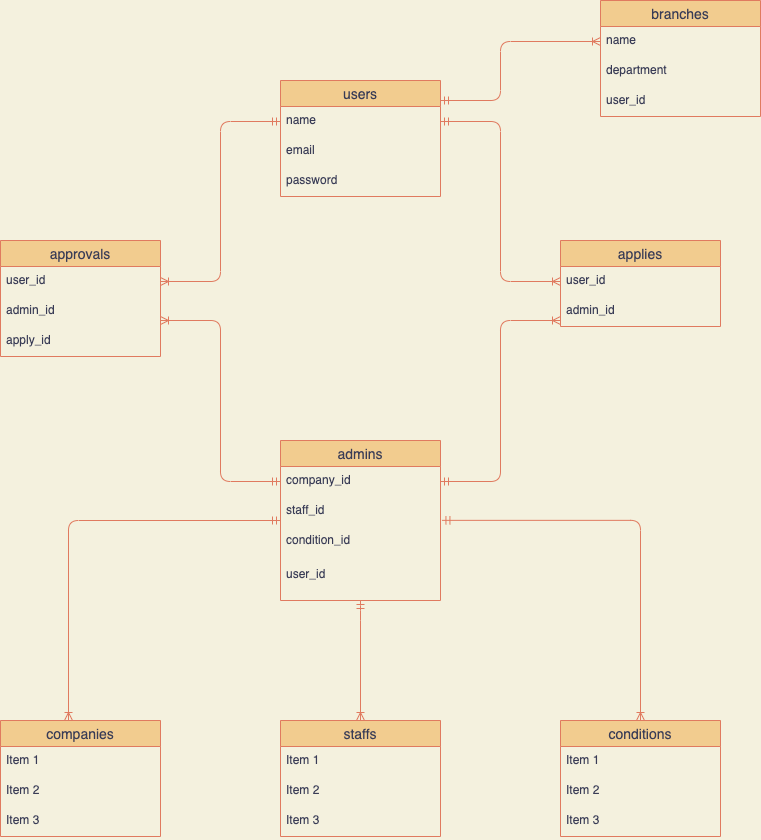 branches
name
department
user_id
users
name
email
password
approvals
user_id
admin_id
apply_id
applies
user_id
admin_id
admins
company_id
staff_id
condition_id
user_id
companies
Item 1
Item 2
Item 3
staffs
Item 1
Item 2
Item 3
conditions
Item 1
Item 2
Item 3